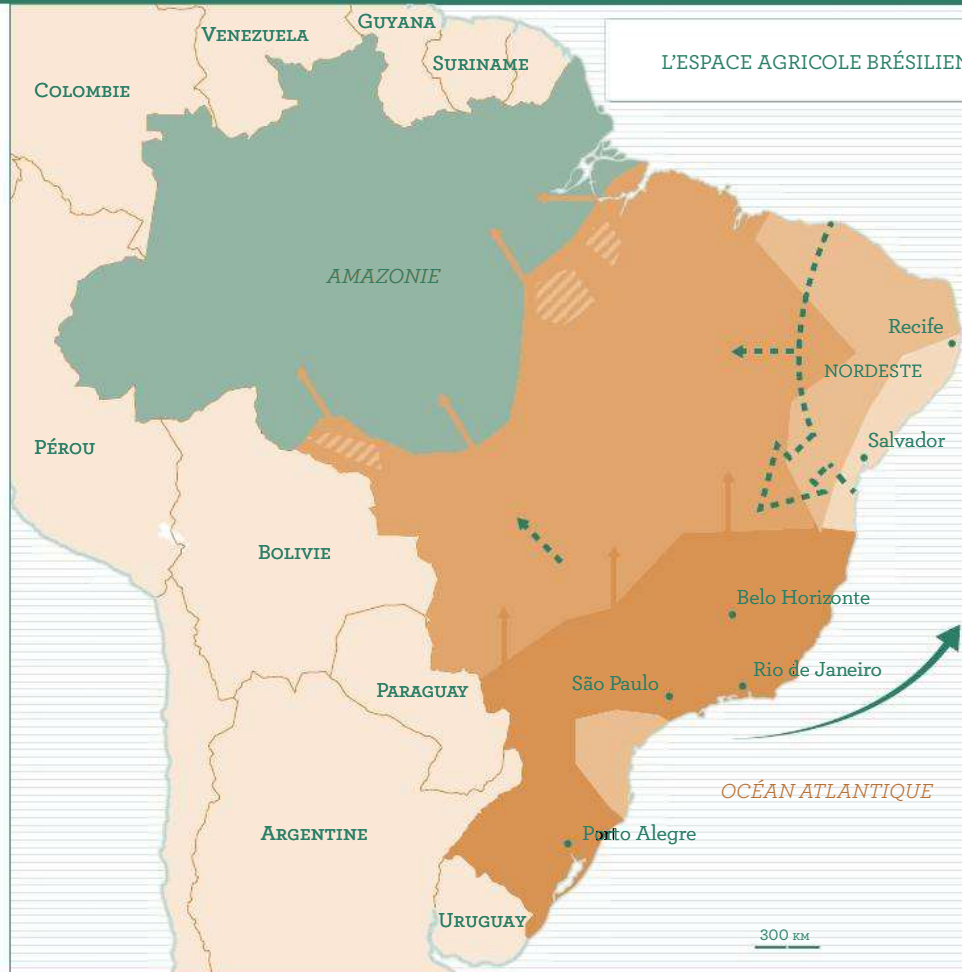 GUYANA
VENEZUELA
L'ESPACE AGRICOLE BRÉSILIEN
SURINAME
COLOMBIE
AMAZONIE
Recife
NORDESTE
PÉROU
Salvador
BOLIVIE
Belo Horizonte
Rio de Janeiro
São Paulo
PARAGUAY
OCÉAN ATLANTIQUE
ARGENTINE
Porto Alegre
URUGUAY
300 KM